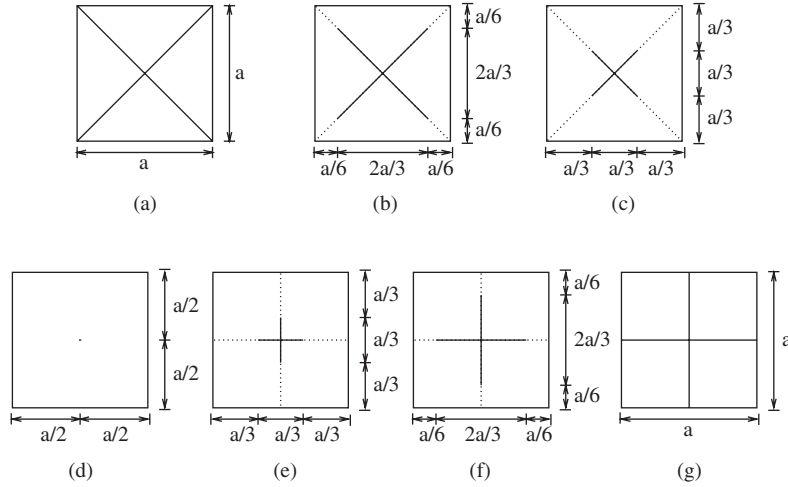 a
a
(a)
a/6
2a/3
a/6
a/6 2a/3 a/6
(b)
a/3
a/3
a/3
a/3 a/3 a/3
(c)
a/2
a/2
a/2 a/2
(d)
a/3
a/3
a/3
a/3 a/3 a/3
(e)
a/6
2a/3
a/6
a/6 2a/3 a/6
(f)
a
a
(g)